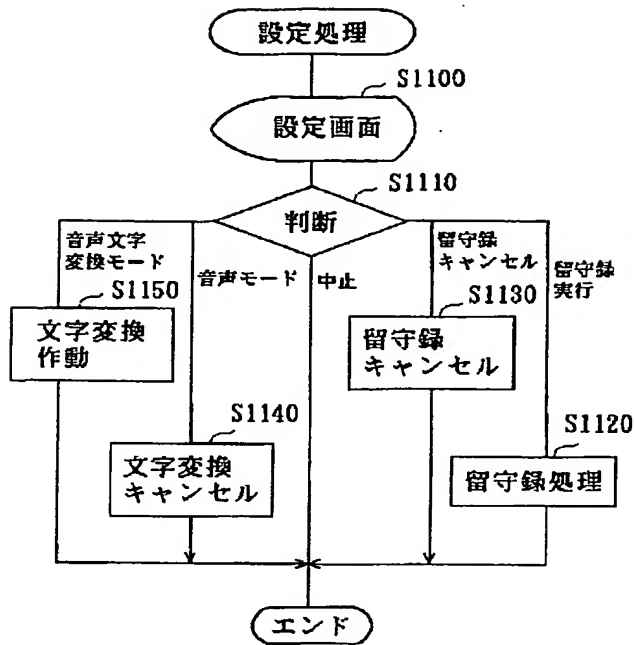 設定処理
S1100
設定画面
S1110
判断
音声文字
変換モード
音声モード
中止
留守録
キャンセル
留守録
実行
S1150
文字変換
作動
S1130
留守録
キャンセル
S1140
文字変換
キャンセル
S1120
留守録処理
エンド